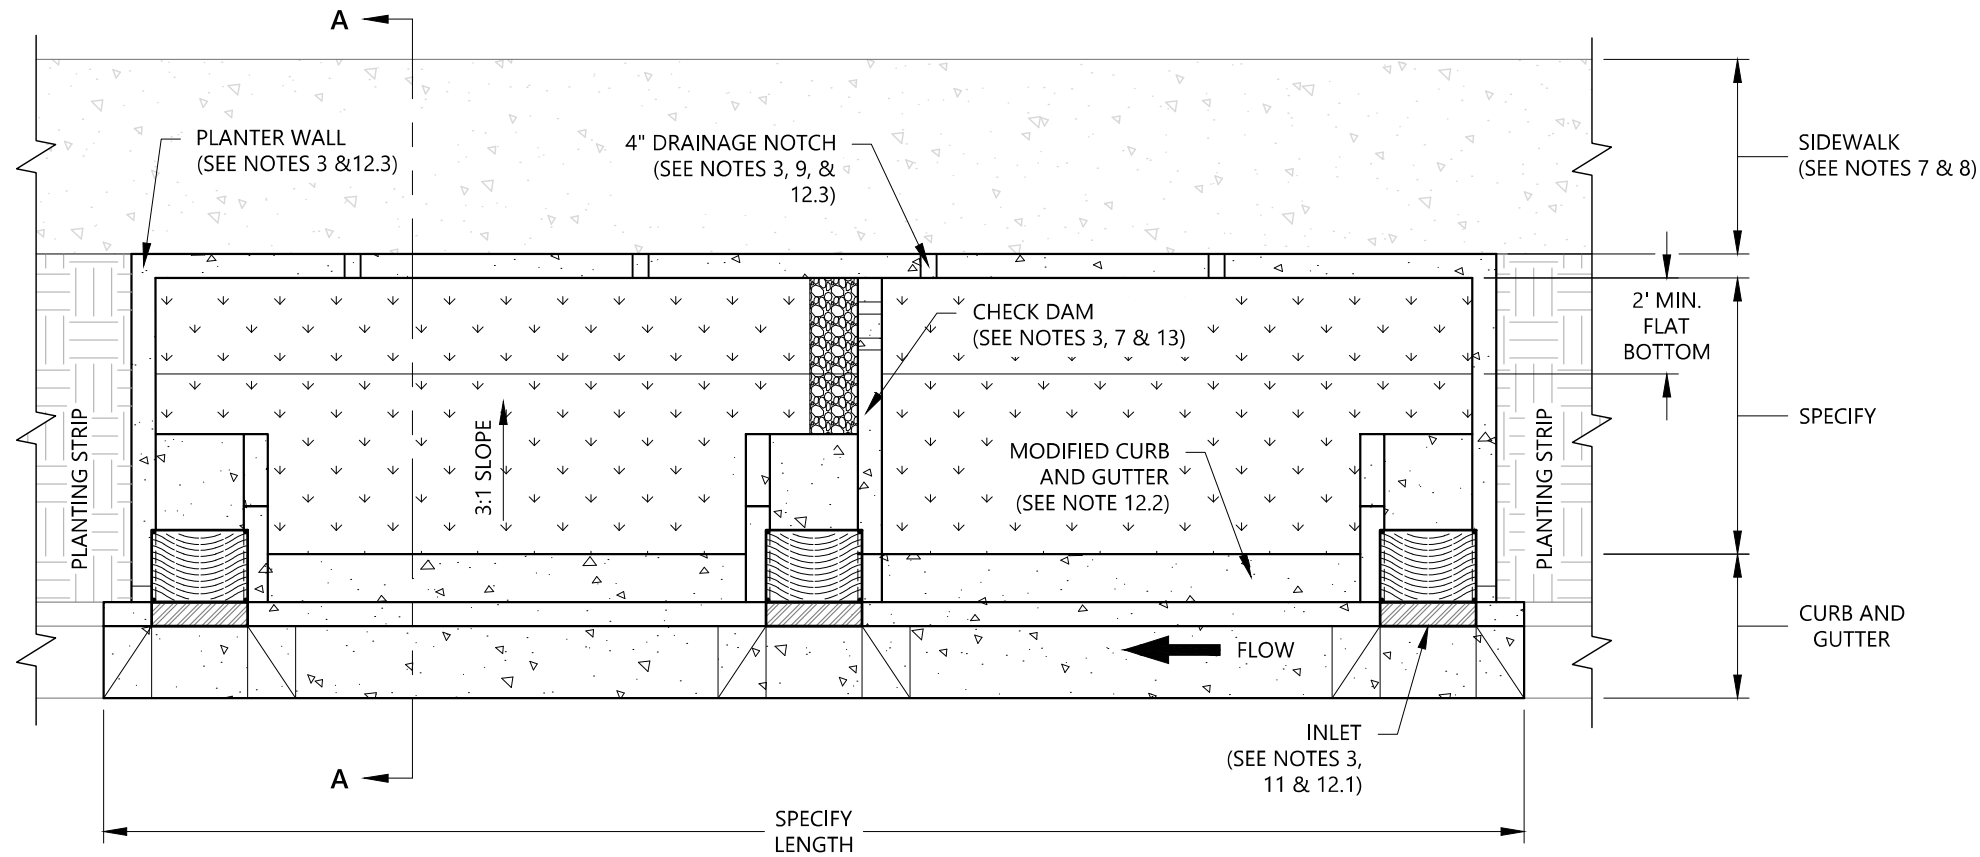 A
PLANTER WALL
(SEE NOTES 3 &12.3)
4" DRAINAGE NOTCH
(SEE NOTES 3, 9, &
12.3)
SIDEWALK
(SEE NOTES 7 & 8)
CHECK DAM
(SEE NOTES 3, 7 & 13)
2' MIN.
FLAT
BOTTOM
PLANTING STRIP
3:1 SLOPE
MODIFIED CURB
AND GUTTER
(SEE NOTE 12.2)
PLANTING STRIP
SPECIFY
CURB AND
GUTTER
FLOW
INLET
(SEE NOTES 3,
11 & 12.1)
A
SPECIFY
LENGTH